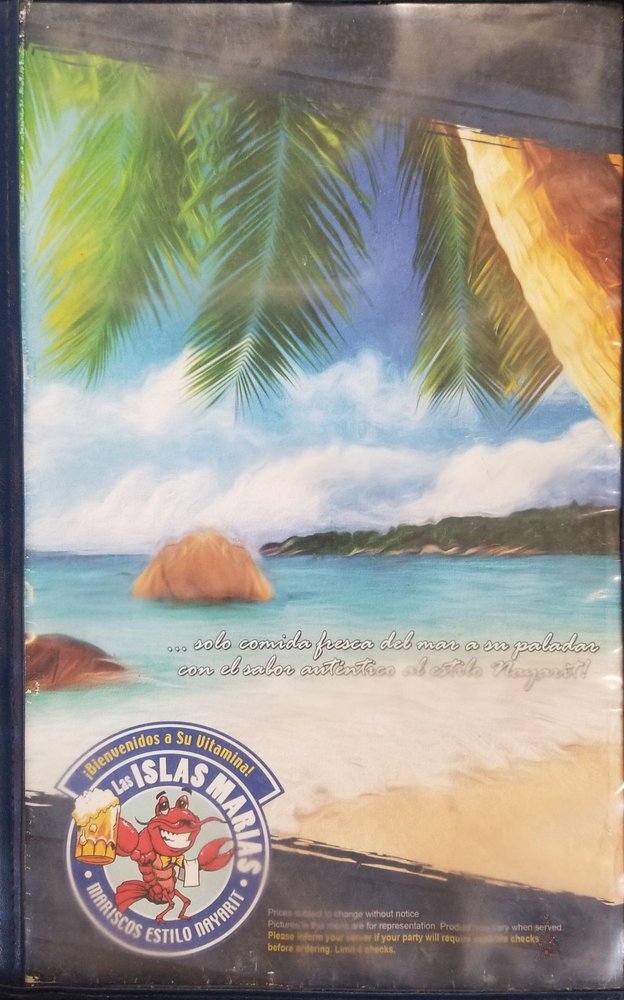 ... solo comida fresca del mar a su paladar
con el sabor auténtico al estilo Nayarit!
¡Bienvenidos a Su Vitamina!
Las ISLAS MARIAS
• MARISCOS ESTILO NAYARIT •
Prices subject to change without notice
Pictures in this menu are for representation. Product may vary when served.
Please inform your server if your party will require separate checks
before ordering. Limit 4 checks.